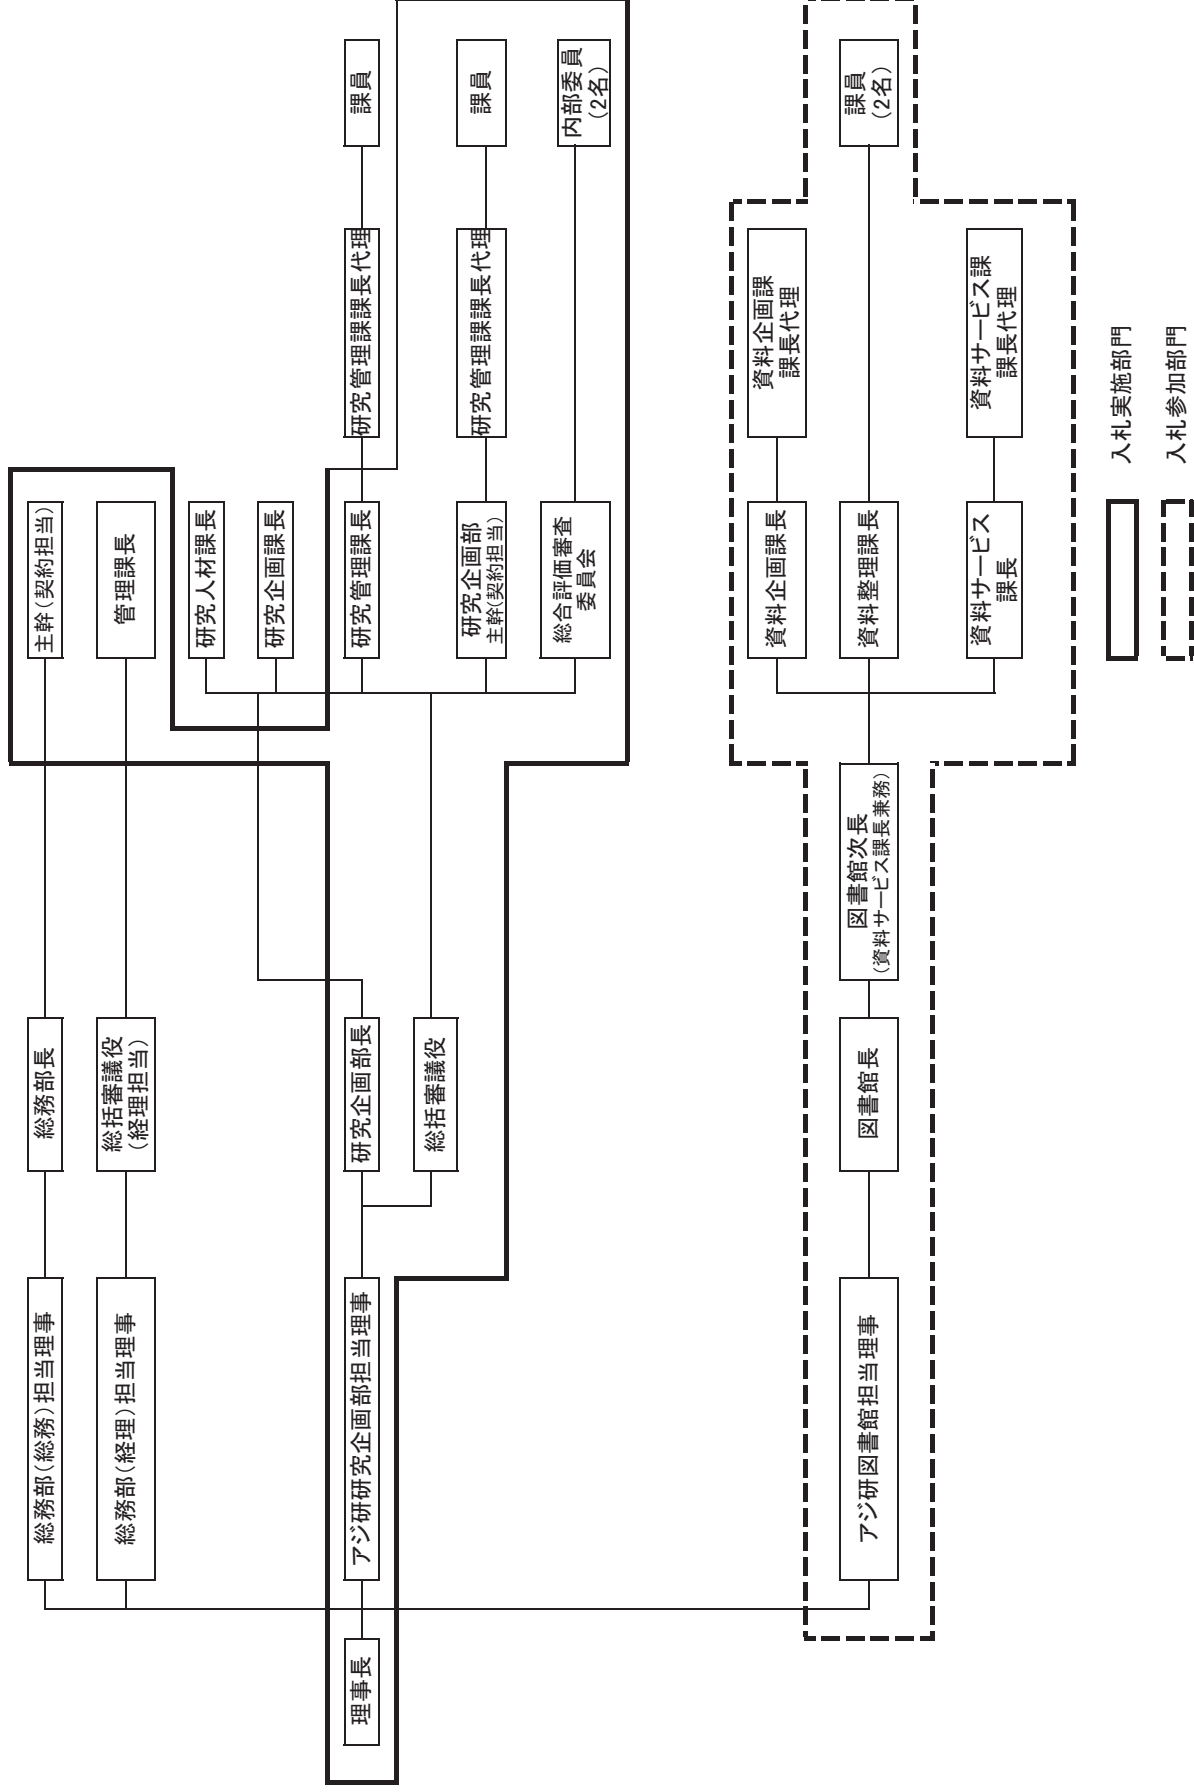 理事長
総務部(総務)担当理事
総務部(経理)担当理事
アジ研研究企画部担当理事
アジ研図書館担当理事
総務部長
総括審議役
(経理担当)
研究企画部長
総括審議役
図書館長
図書館次長
(資料サービス課長兼務)
主幹(契約担当)
管理課長
研究人材課長
研究企画課長
研究管理課長
研究企画部
主幹(契約担当)
総合評価審査
委員会
資料企画課長
資料整理課長
資料サービス
課長
研究管理課課長代理
研究管理課課長代理
資料企画課
課長代理
資料サービス課
課長代理
課員
課員
内部委員
(2名)
課員
(2名)
入札実施部門
入札参加部門